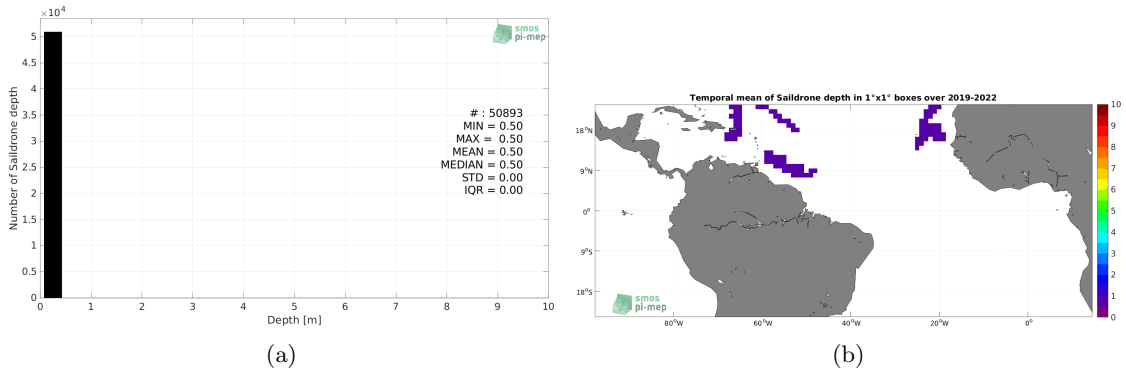 ×10⁴
5
4.5
4
3.5
3
2.5
2
1.5
1
0.5
0
Number of Saildrone depth
smos
pi-mep
# : 50893
MIN = 0.50
MAX = 0.50
MEAN = 0.50
MEDIAN = 0.50
STD = 0.00
IQR = 0.00
0 1 2 3 4 5 6 7 8 9 10
Depth [m]
(a)
Temporal mean of Saildrone depth in 1°x1° boxes over 2019-2022
18°N
9°N
0°
9°S
18°S
smos
pi-mep
80°W 60°W 40°W 20°W 0°
10
9
8
7
6
5
4
3
2
1
0
(b)